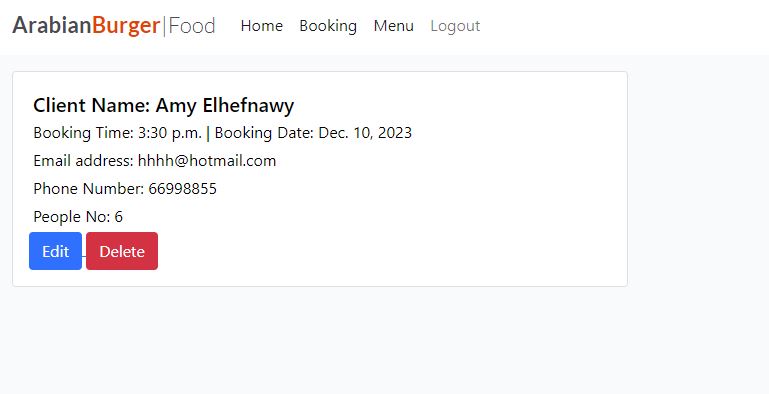 ArabianBurger|Food Home Booking Menu Logout
Client Name: Amy Elhefnawy
Booking Time: 3:30 p.m. | Booking Date: Dec. 10, 2023
Email address: hhhh@hotmail.com
Phone Number: 66998855
People No: 6
Edit Delete